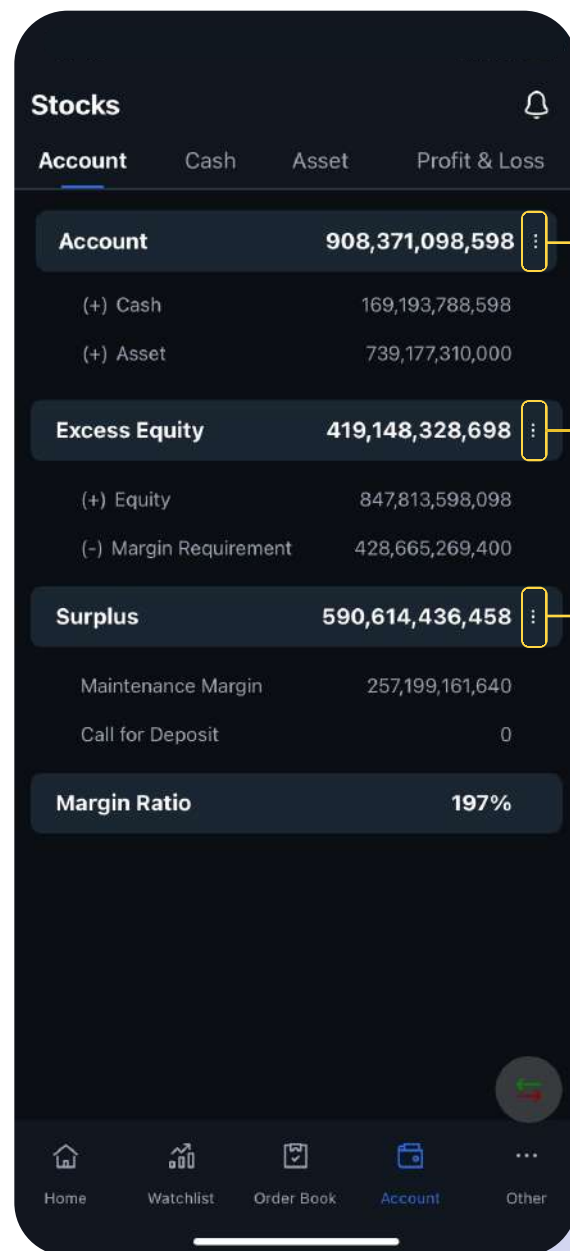 Stocks
Account Cash Asset Profit & Loss
Account 908,371,098,598
(+) Cash 169,193,788,598
(+) Asset 739,177,310,000
Excess Equity 419,148,328,698
(+) Equity 847,813,598,098
(-) Margin Requirement 428,665,269,400
Surplus 590,614,436,458
Maintenance Margin 257,199,161,640
Call for Deposit 0
Margin Ratio 197%
Home Watchlist Order Book Account Other